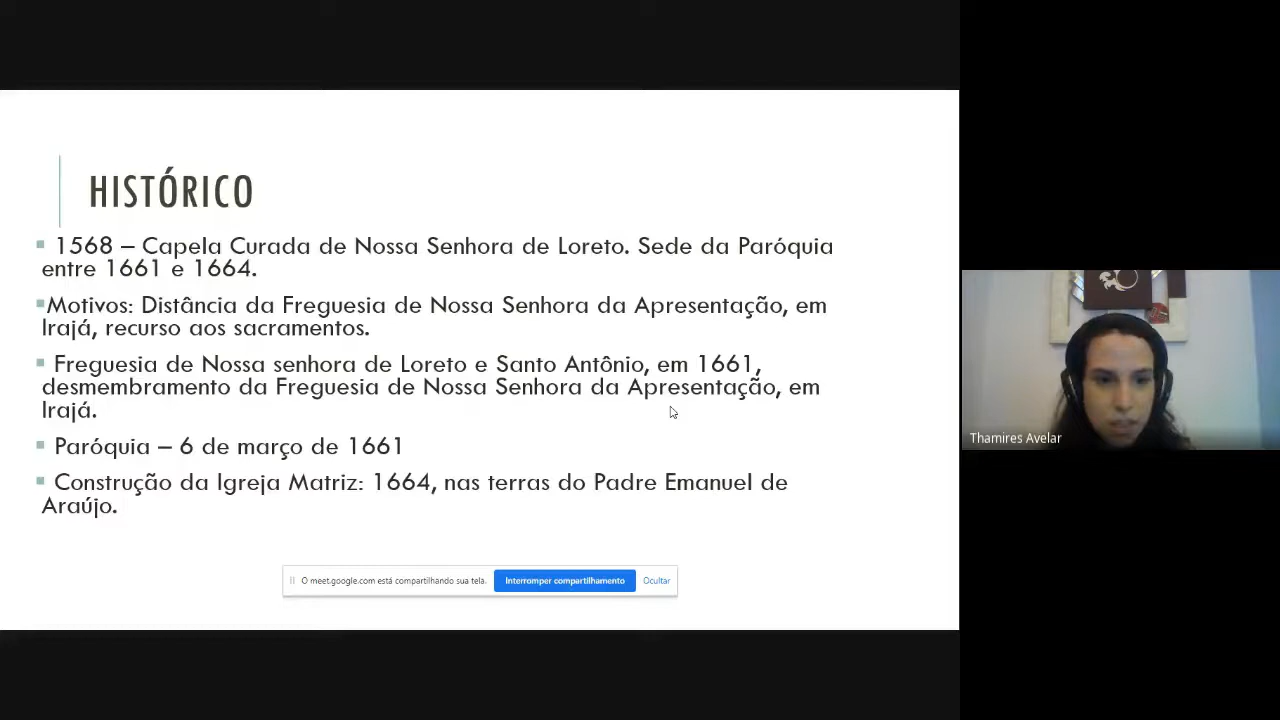 HISTÓRICO
1568 – Capela Curada de Nossa Senhora de Loreto. Sede da Paróquia
entre 1661 e 1664.
Motivos: Distância da Freguesia de Nossa Senhora da Apresentação, em
Irajá, recurso aos sacramentos.
Freguesia de Nossa senhora de Loreto e Santo Antônio, em 1661,
desmembramento da Freguesia de Nossa Senhora da Apresentação, em
Irajá.
Paróquia – 6 de março de 1661
Construção da Igreja Matriz: 1664, nas terras do Padre Emanuel de
Araújo.
O meet.google.com está compartilhando sua tela. Interromper compartilhamento Ocultar
Thamires Avelar